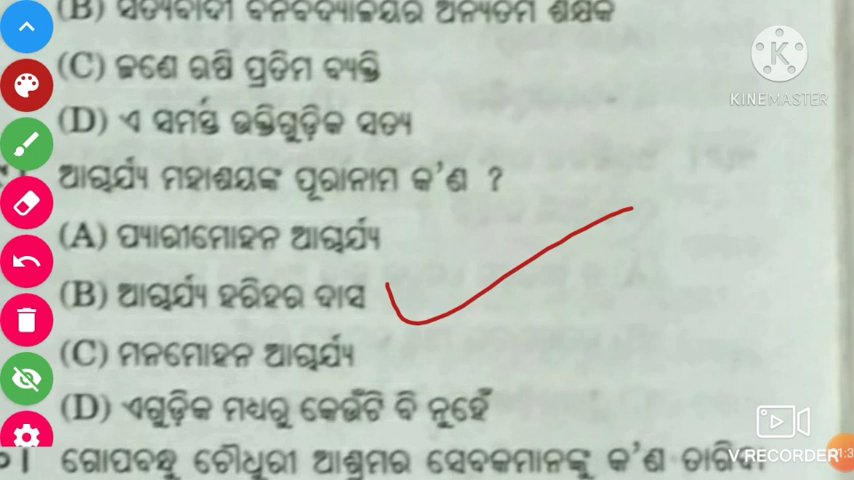 (B) ସତ୍ୟବାଦୀ ବନବିଦ୍ୟାଳୟର ଅନ୍ୟତମ ଶିକ୍ଷକ
(C) ଜଣେ ଋଷି ପ୍ରତିମ ବ୍ୟକ୍ତି
(D) ଏ ସମସ୍ତ ଉକ୍ତିଗୁଡ଼ିକ ସତ୍ୟ
ଆଚାର୍ଯ୍ୟ ମହାଶୟଙ୍କ ପୂରାନାମ କ'ଣ ?
(A) ପ୍ୟାରୀମୋହନ ଆଚାର୍ଯ୍ୟ
(B) ଆଚାର୍ଯ୍ୟ ହରିହର ଦାସ
(C) ମନମୋହନ ଆଚାର୍ଯ୍ୟ
(D) ଏଗୁଡ଼ିକ ମଧ୍ୟରୁ କେଉଁଟି ବି ନୁହେଁ
ଗୋପବନ୍ଧୁ ଚୌଧୁରୀ ଆଶ୍ରମର ସେବକମାନଙ୍କୁ କ'ଣ
K
KINEMASTER
V RECORDER